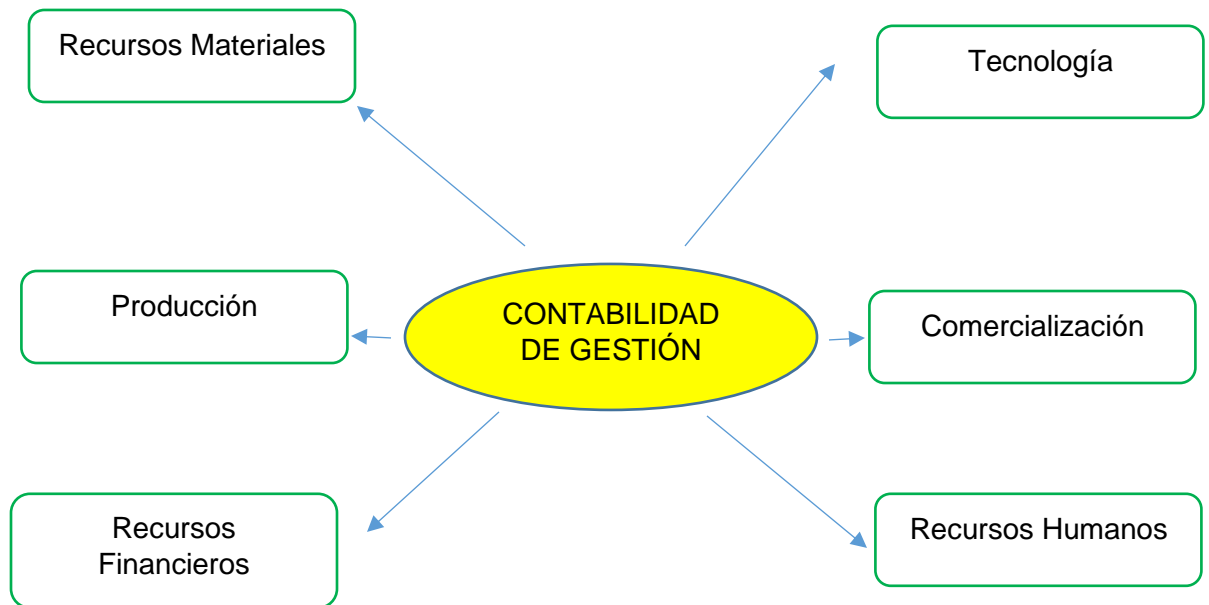 Recursos Materiales
Tecnología
Producción
CONTABILIDAD
DE GESTIÓN
Comercialización
Recursos
Financieros
Recursos Humanos